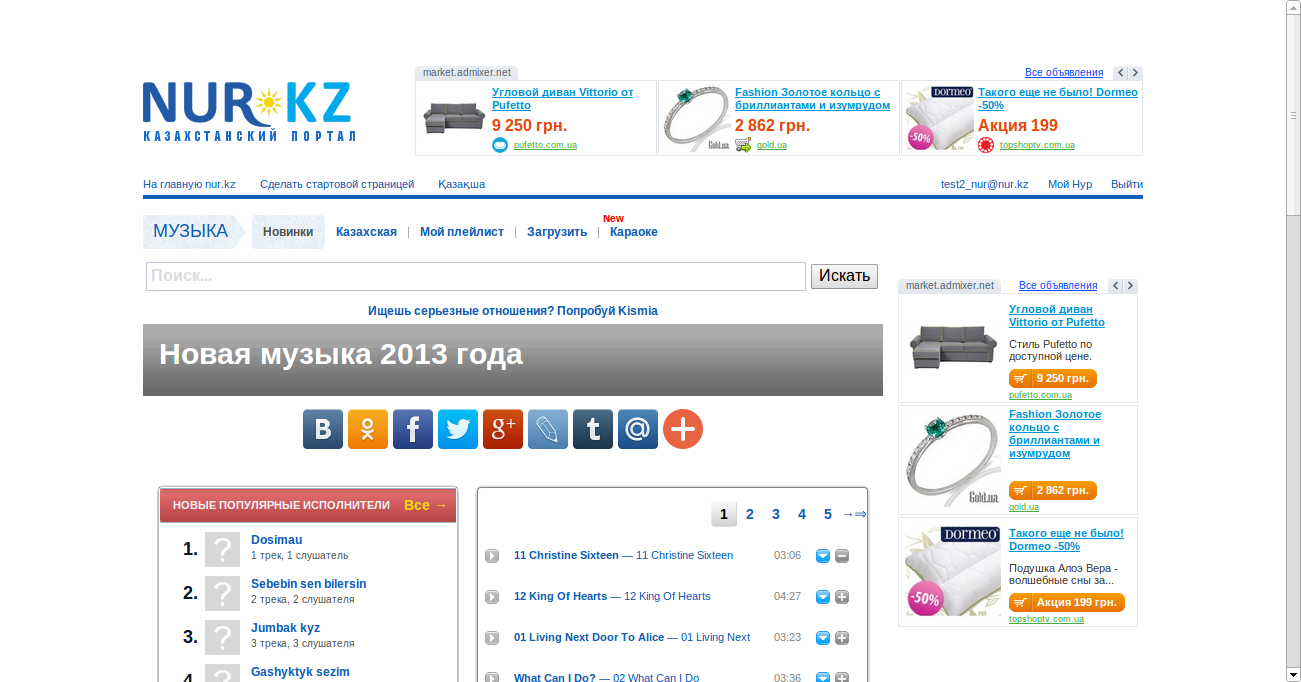 market.admixer.net
Все объявления
NUR KZ
КАЗАХСТАНСКИЙ ПОРТАЛ
Угловой диван Vittorio от
Pufetto
9 250 грн.
pufetto.com.ua
Fashion Золотое кольцо с
бриллиантами и изумрудом
2 862 грн.
gold.ua
Gold.ua
DORMEO
-50%
Такого еще не было! Dormeo
-50%
Акция 199
topshoptv.com.ua
На главную nur.kz
Сделать стартовой страницей
Қазақша
test2_nur@nur.kz
Мой Нур
Выйти
МУЗЫКА
Новинки
Казахская
Мой плейлист
Загрузить
New
Караоке
Поиск...
Искать
Ищешь серьезные отношения? Попробуй Kismia
Новая музыка 2013 года
НОВЫЕ ПОПУЛЯРНЫЕ ИСПОЛНИТЕЛИ Все →
1. Dosimau
1 трек, 1 слушатель
2. Sebebin sen bilersin
2 трека, 2 слушателя
3. Jumbak kyz
3 трека, 3 слушателя
4. Gashyktyk sezim
1 2 3 4 5 →⇒
11 Christine Sixteen — 11 Christine Sixteen 03:06
12 King Of Hearts — 12 King Of Hearts 04:27
01 Living Next Door To Alice — 01 Living Next 03:23
What Can I Do? — 02 What Can I Do 03:36
market.admixer.net
Все объявления
Угловой диван
Vittorio от Pufetto
Стиль Pufetto по
доступной цене.
9 250 грн.
pufetto.com.ua
Fashion Золотое
кольцо с
бриллиантами и
изумрудом
2 862 грн.
gold.ua
Gold.ua
DORMEO
-50%
Такого еще не было!
Dormeo -50%
Подушка Алоэ Вера -
волшебные сны за...
Акция 199 грн.
topshoptv.com.ua